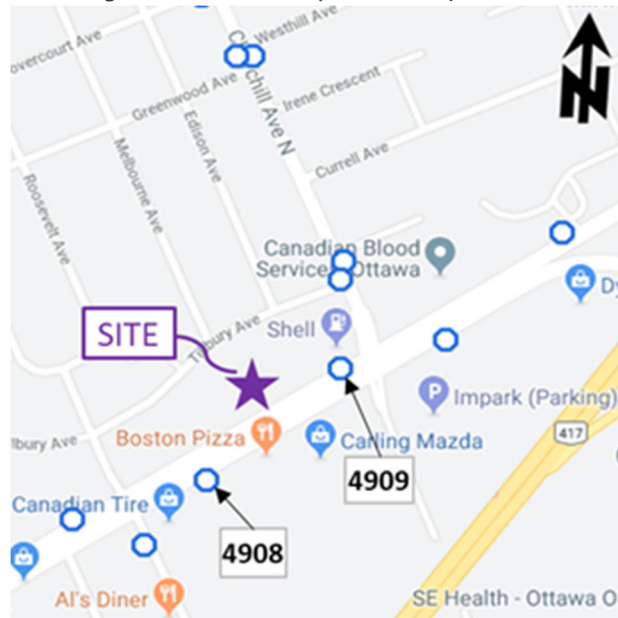 Westhill Ave
overcourt Ave
Greenwood Ave
Churchill Ave N
Irene Crescent
Edison Ave
Melbourne Ave
Currell Ave
Roosevelt Ave
N
Canadian Blood
Services Ottawa
Dy
SITE
Tilbury Ave
Shell
Impark (Parking)
417
lbury Ave
Boston Pizza
Carling Mazda
4909
Canadian Tire
4908
Al's Diner
SE Health - Ottawa O